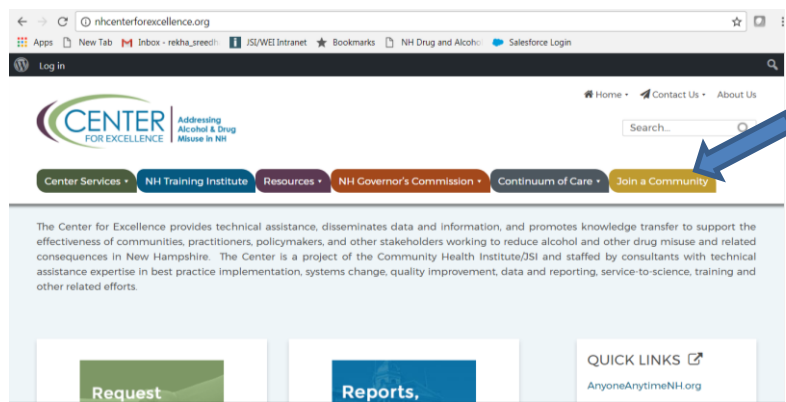 nhcenterforexcellence.org
Apps New Tab Inbox - rekha_sreedh JSI/WEI Intranet Bookmarks NH Drug and Alcoho Salesforce Login
Log in
Home Contact Us About Us
CENTER
FOR EXCELLENCE
Addressing
Alcohol & Drug
Misuse in NH
Search...
Center Services NH Training Institute Resources NH Governor's Commission Continuum of Care Join a Community
The Center for Excellence provides technical assistance, disseminates data and information, and promotes knowledge transfer to support the
effectiveness of communities, practitioners, policymakers, and other stakeholders working to reduce alcohol and other drug misuse and related
consequences in New Hampshire. The Center is a project of the Community Health Institute/JSI and staffed by consultants with technical
assistance expertise in best practice implementation, systems change, quality improvement, data and reporting, service-to-science, training and
other related efforts.
Request
Reports,
QUICK LINKS
AnyoneAnytimeNH.org